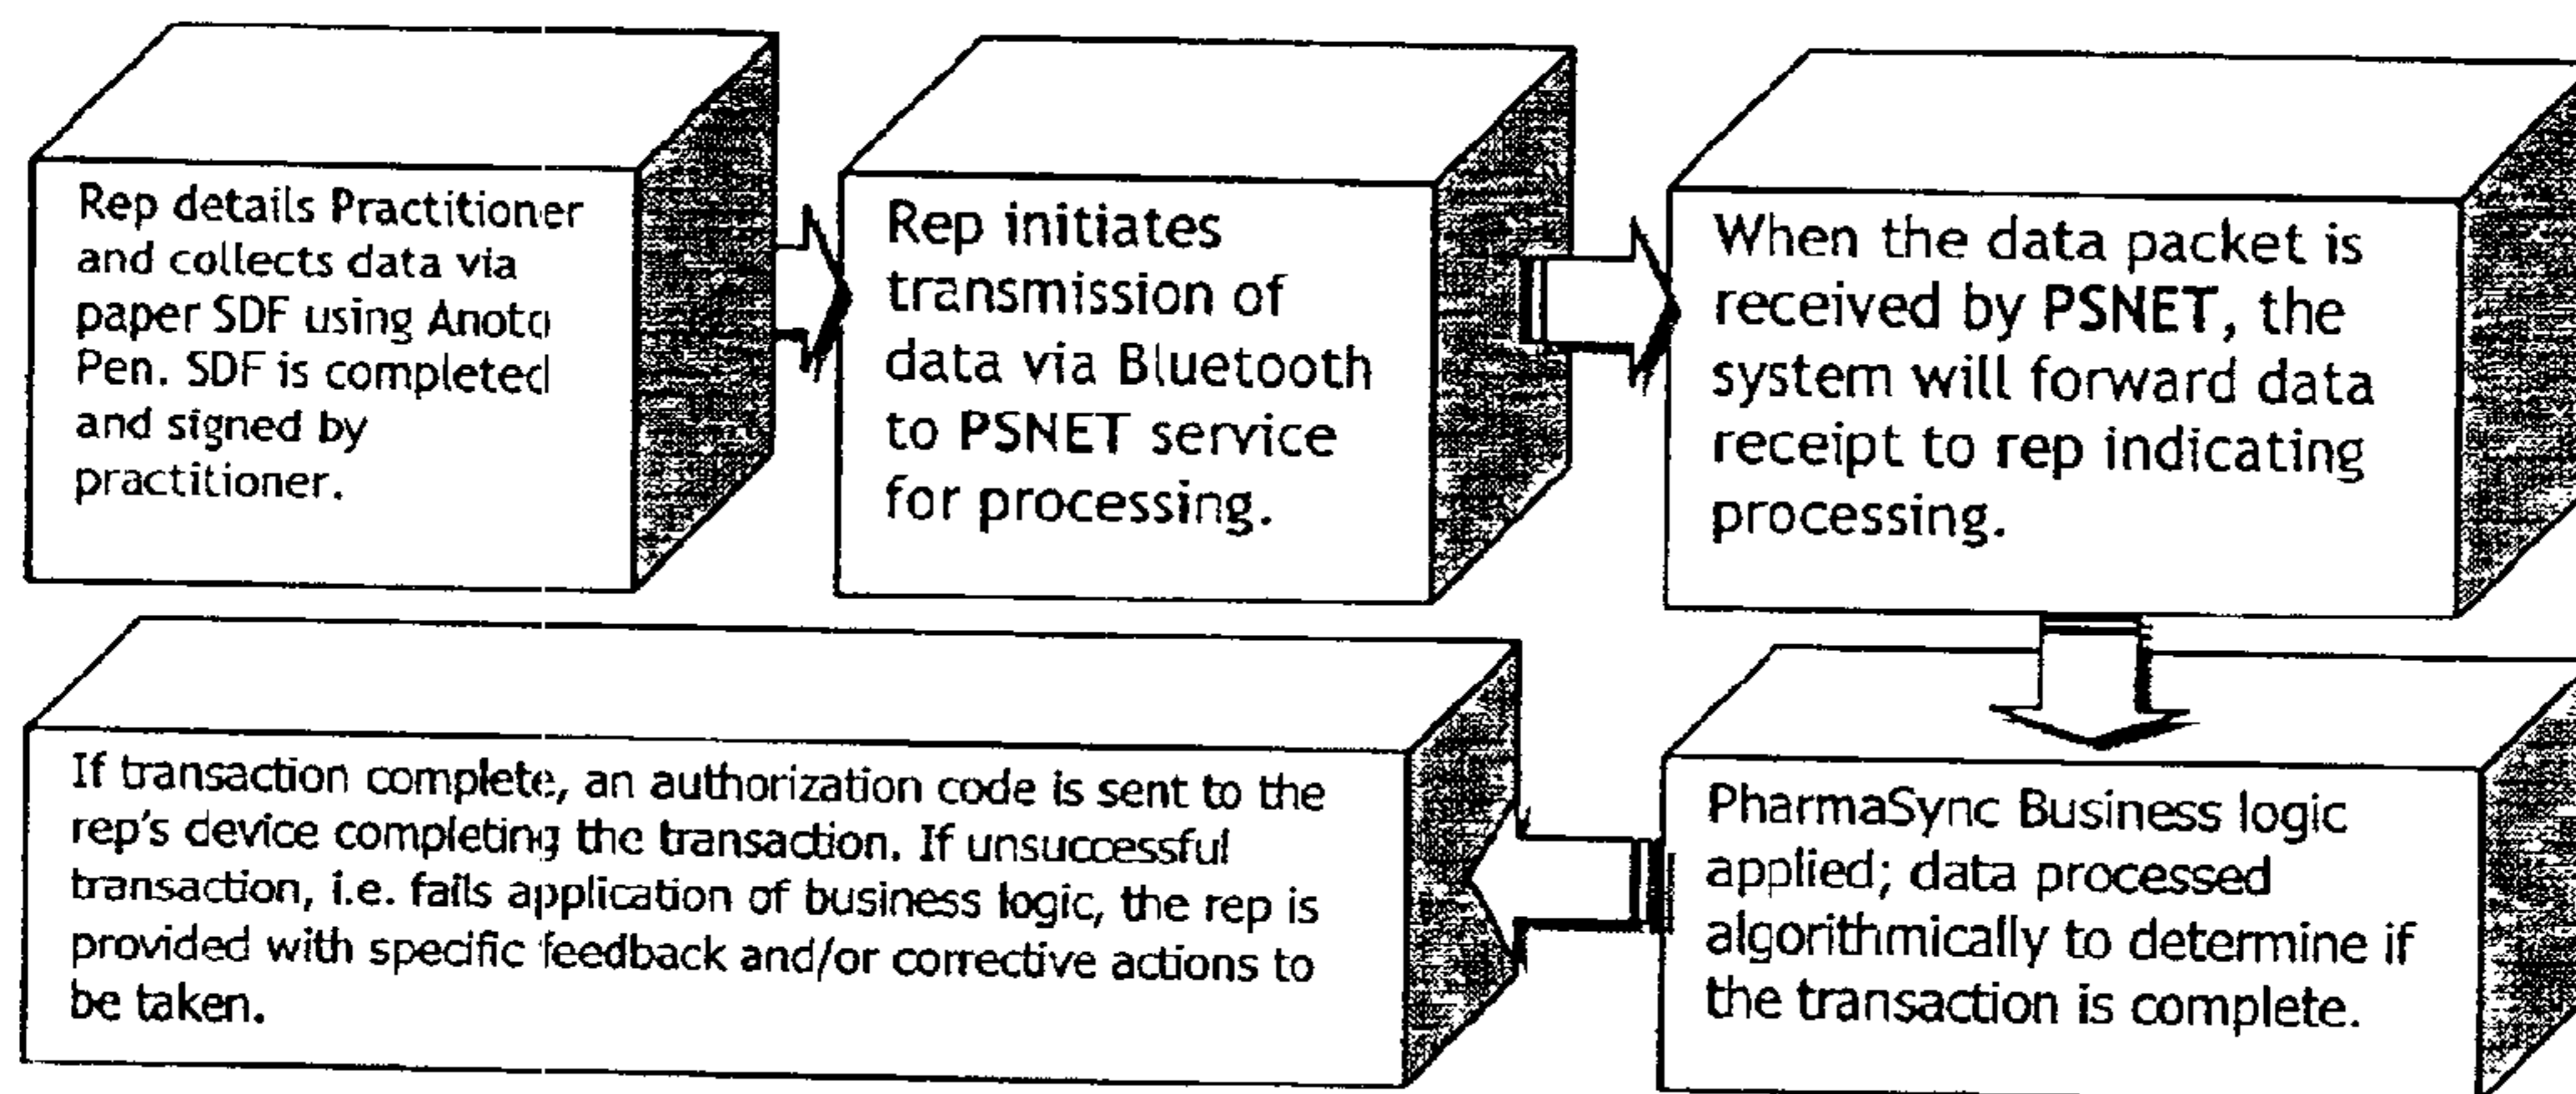 Rep details Practitioner
and collects data via
paper SDF using Anoto
Pen. SDF is completed
and signed by
practitioner.
Rep initiates
transmission of
data via Bluetooth
to PSNET service
for processing.
When the data packet is
received by PSNET, the
system will forward data
receipt to rep indicating
processing.
PharmaSync Business logic
applied; data processed
algorithmically to determine if
the transaction is complete.
If transaction complete, an authorization code is sent to the
rep's device completing the transaction. If unsuccessful
transaction, i.e. fails application of business logic, the rep is
provided with specific feedback and/or corrective actions to
be taken.